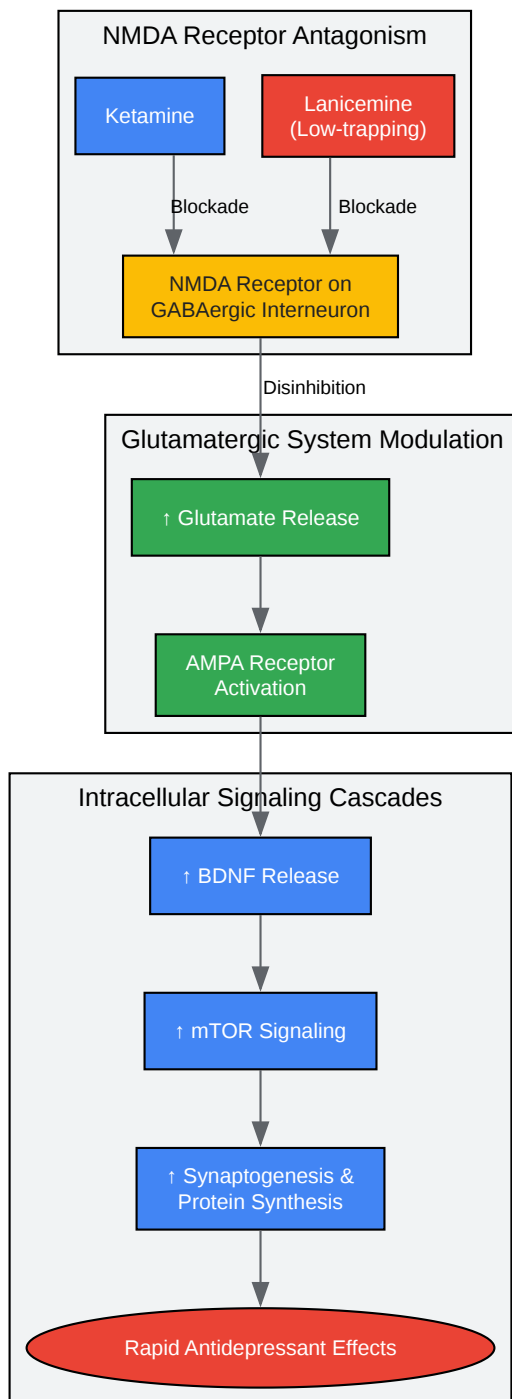 NMDA Receptor Antagonism
Ketamine
Lanicemine
(Low-trapping)
Blockade
Blockade
NMDA Receptor on
GABAergic Interneuron
Disinhibition
Glutamatergic System Modulation
↑ Glutamate Release
AMPA Receptor
Activation
Intracellular Signaling Cascades
↑ BDNF Release
↑ mTOR Signaling
↑ Synaptogenesis &
Protein Synthesis
Rapid Antidepressant Effects